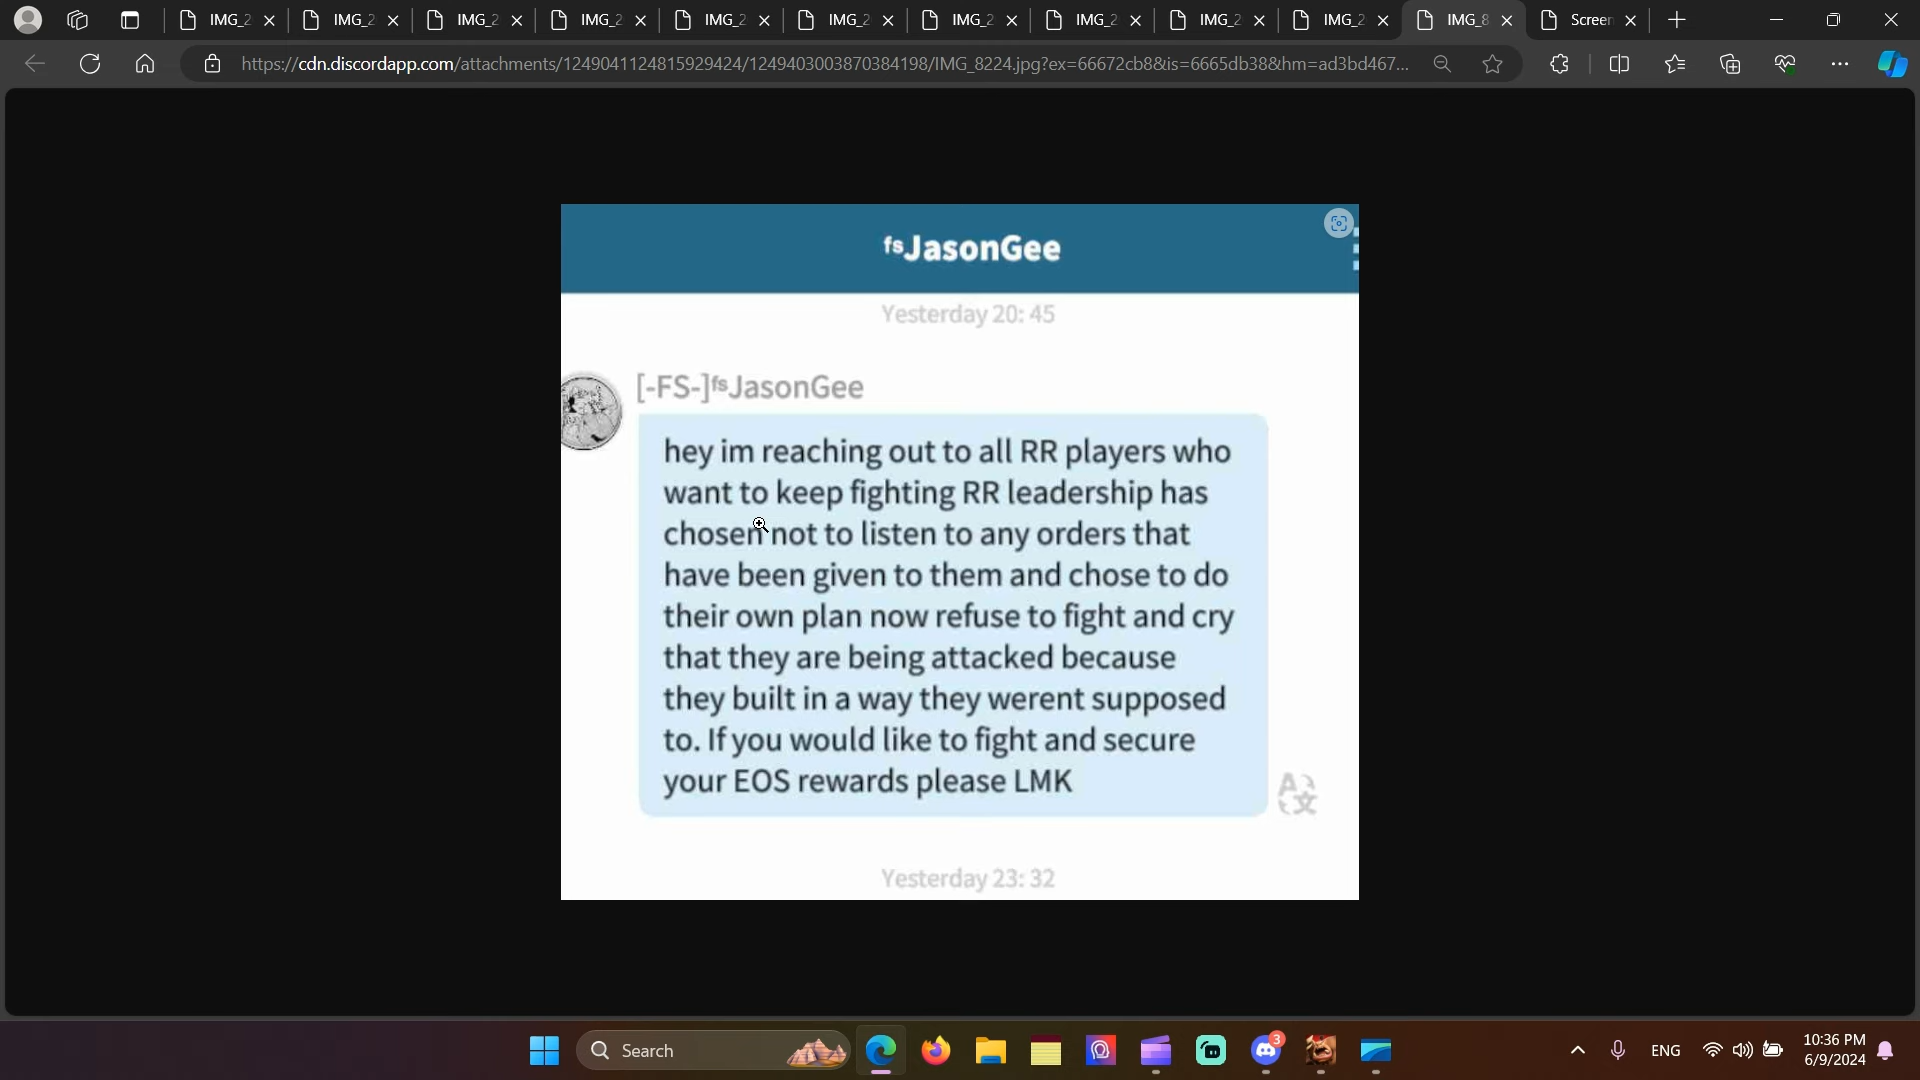 IMG_2
IMG_2
IMG_2
IMG_2
IMG_2
IMG_2
IMG_2
IMG_2
IMG_2
IMG_2
IMG_8
Screen
https://cdn.discordapp.com/attachments/1249041124815929424/1249403003870384198/IMG_8224.jpg?ex=66672cb8&is=6665db38&hm=ad3bd467...
fsJasonGee
Yesterday 20: 45
[-FS-]fsJasonGee
hey im reaching out to all RR players who
want to keep fighting RR leadership has
chosen not to listen to any orders that
have been given to them and chose to do
their own plan now refuse to fight and cry
that they are being attacked because
they built in a way they werent supposed
to. If you would like to fight and secure
your EOS rewards please LMK
Yesterday 23: 32
Search
3
ENG
10:36 PM
6/9/2024